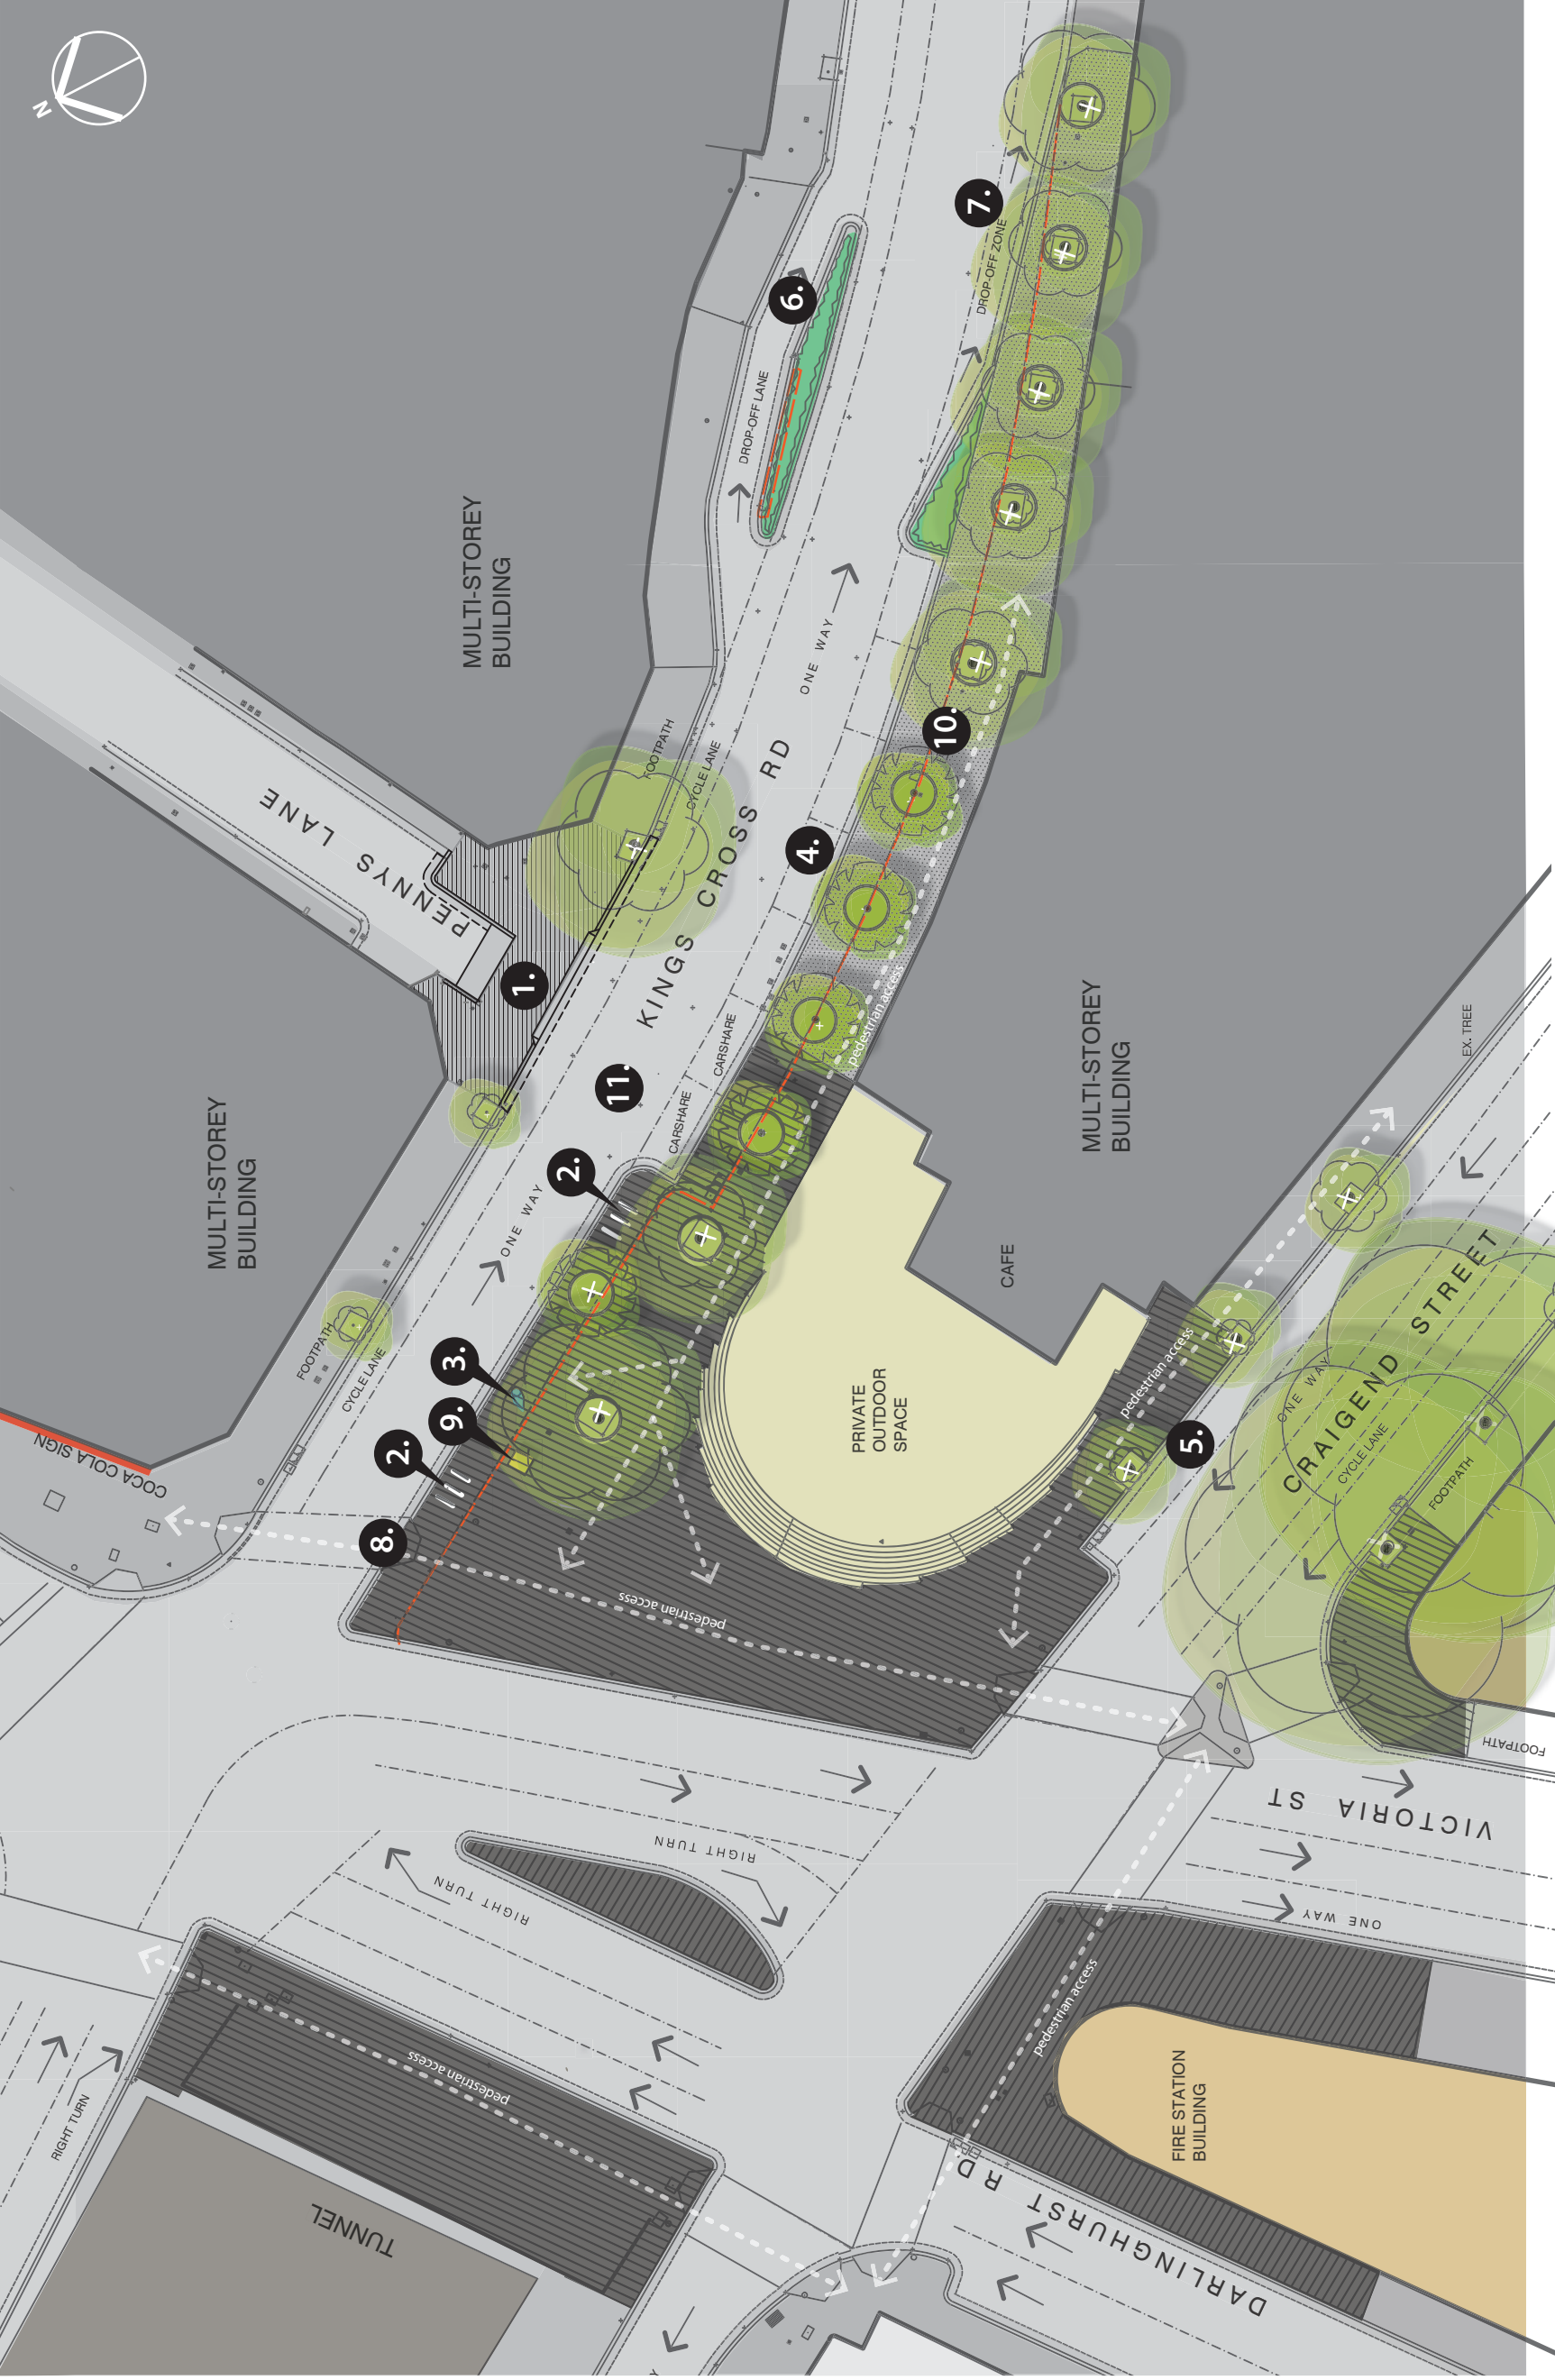 N
7.
6.
DROP-OFF ZONE
DROP-OFF LANE
MULTI-STOREY
BUILDING
ONE WAY
PENNYS LANE
FOOTPATH
CYCLE LANE
KINGS CROSS RD
10.
4.
1.
11.
CARSHARE
CARSHARE
pedestrian access
MULTI-STOREY
BUILDING
MULTI-STOREY
BUILDING
EX. TREE
2.
ONE WAY
CAFE
FOOTPATH
CYCLE LANE
3.
9.
2.
8.
COCA COLA SIGN
PRIVATE
OUTDOOR
SPACE
pedestrian access
5.
CRAIGEND STREET
ONE WAY
CYCLE LANE
FOOTPATH
pedestrian access
FOOTPATH
VICTORIA ST
ONE WAY
RIGHT TURN
RIGHT TURN
pedestrian access
RIGHT TURN
pedestrian access
FIRE STATION
BUILDING
DARLINGHURST RD
TUNNEL